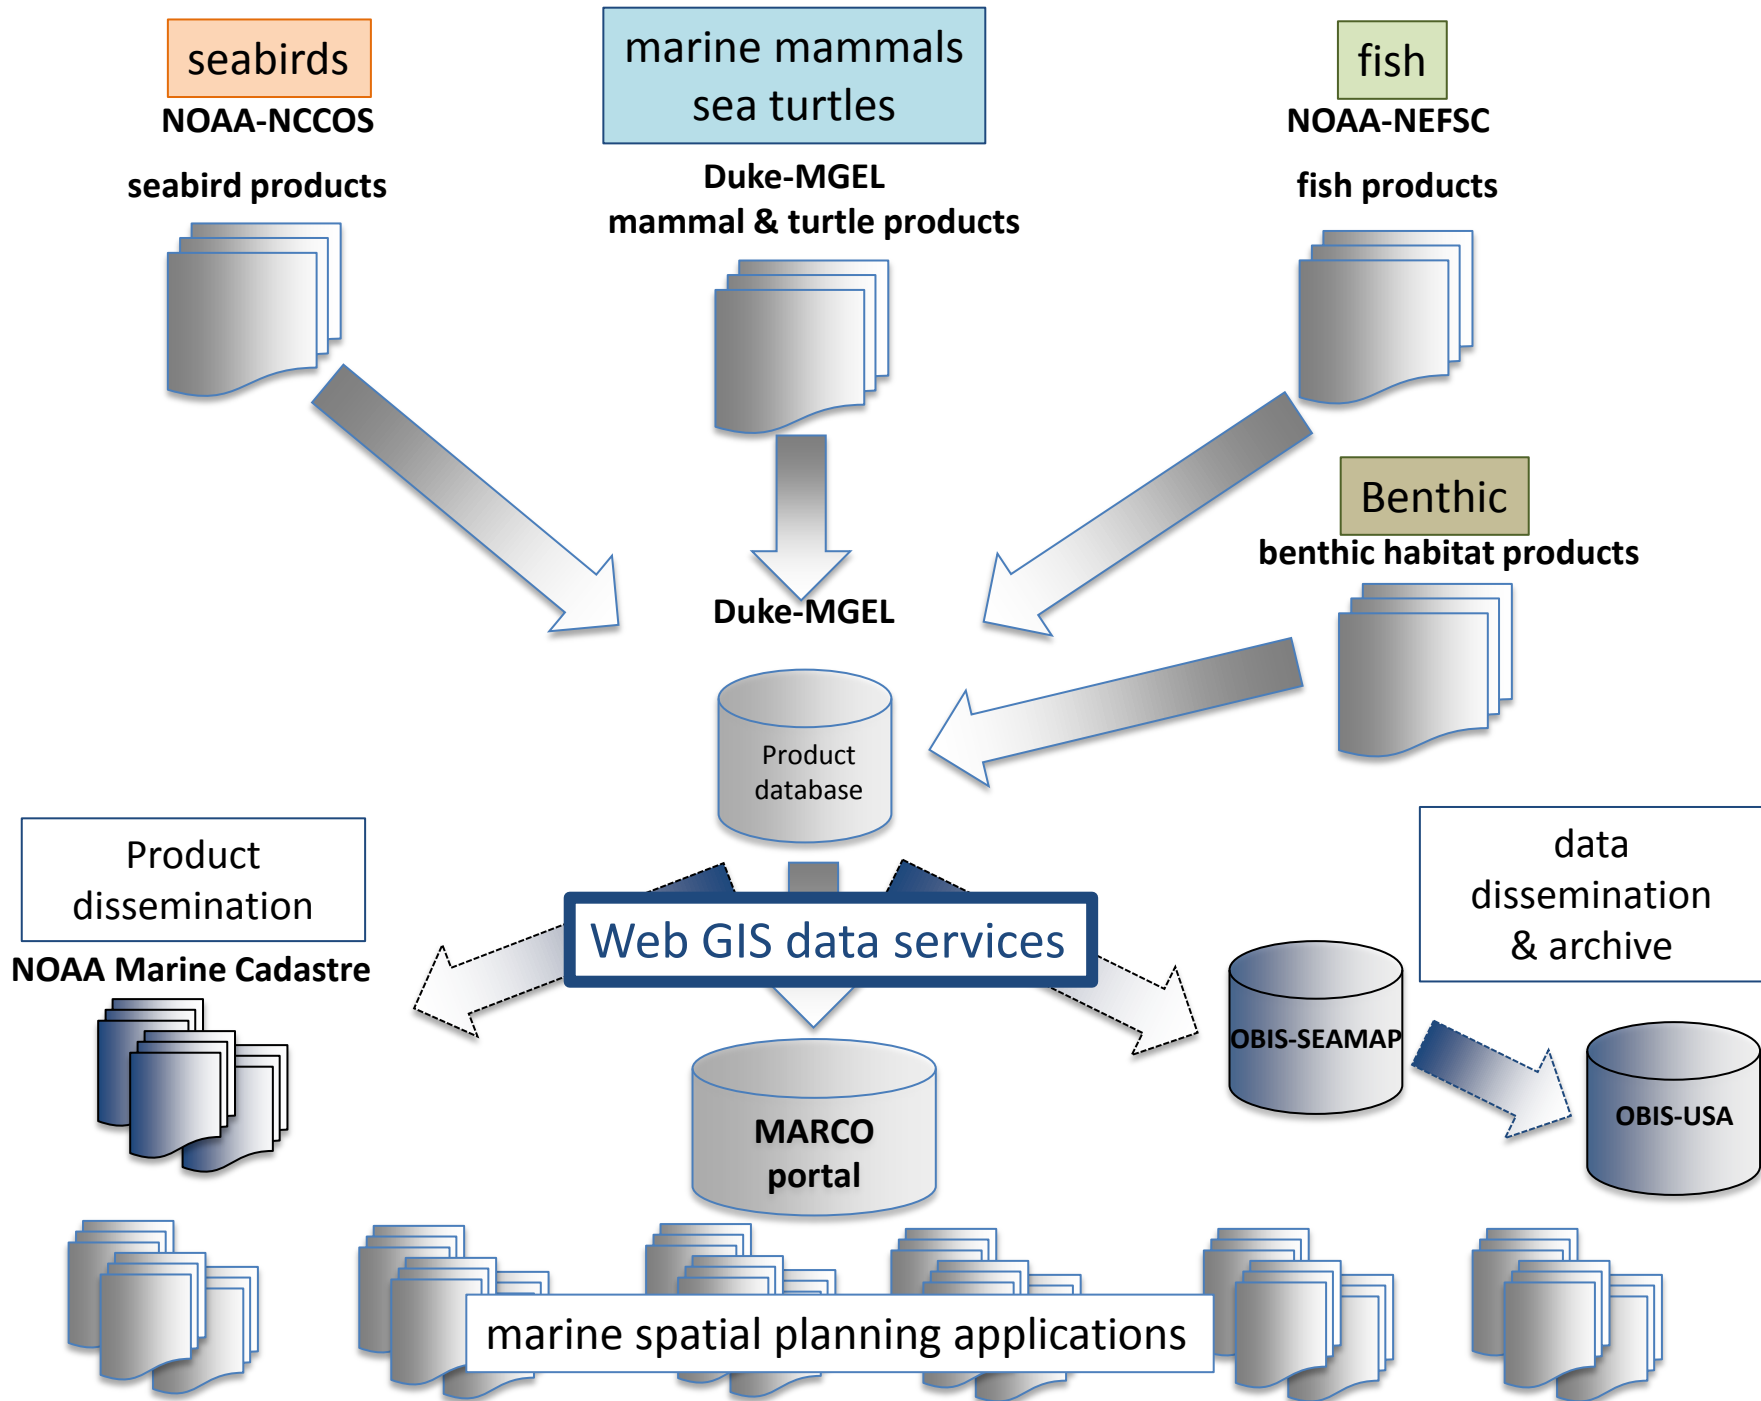 seabirds
NOAA-NCCOS
seabird products
marine mammals
sea turtles
Duke-MGEL
mammal & turtle products
fish
NOAA-NEFSC
fish products
Benthic
benthic habitat products
Duke-MGEL
Product
database
Product
dissemination
NOAA Marine Cadastre
Web GIS data services
data
dissemination
& archive
OBIS-SEAMAP
OBIS-USA
MARCO
portal
marine spatial planning applications